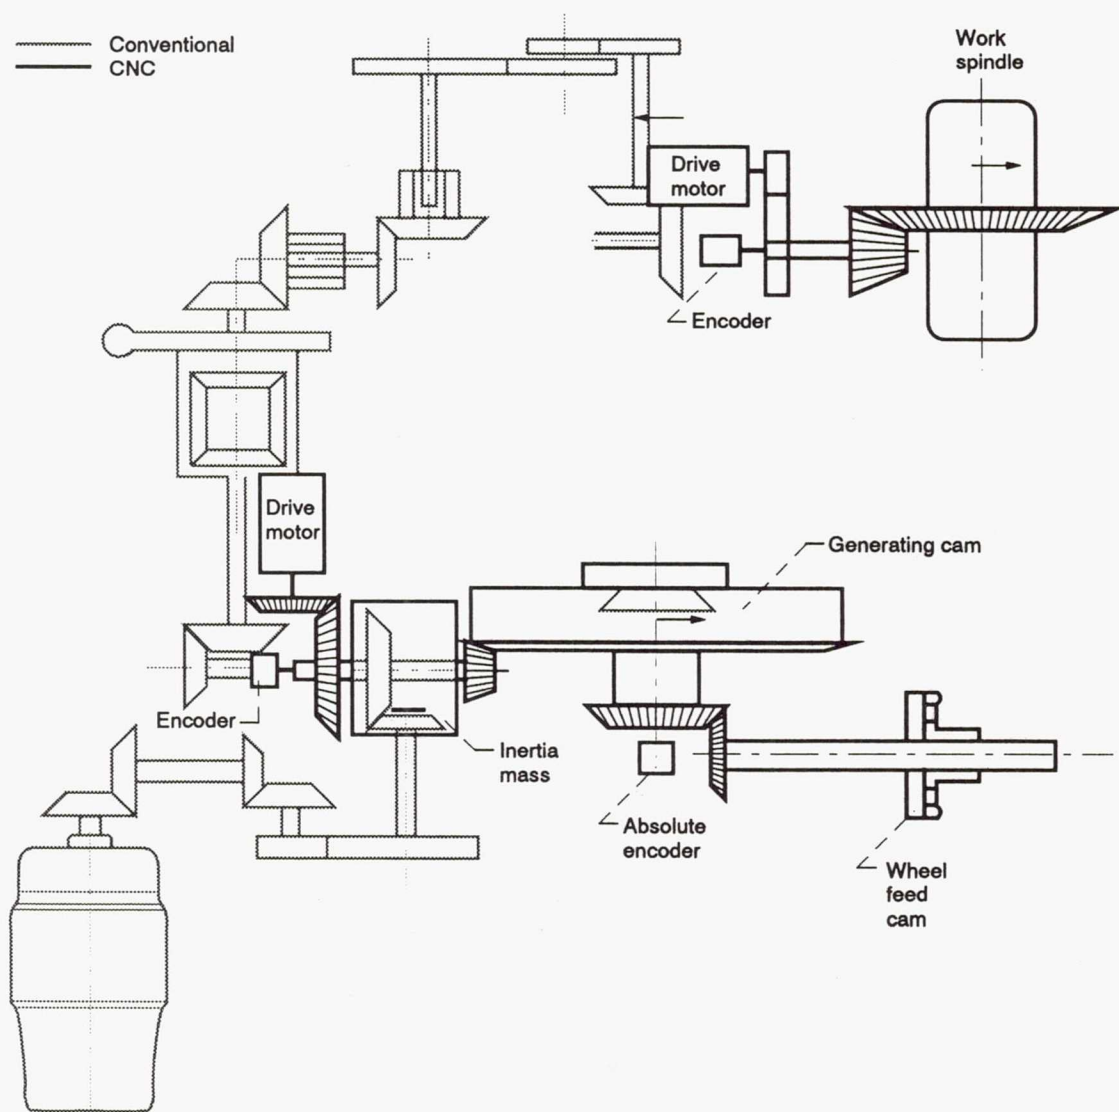 Conventional
CNC
Work
spindle
Drive
motor
Encoder
Drive
motor
Generating cam
Encoder
Inertia
mass
Absolute
encoder
Wheel
feed
cam